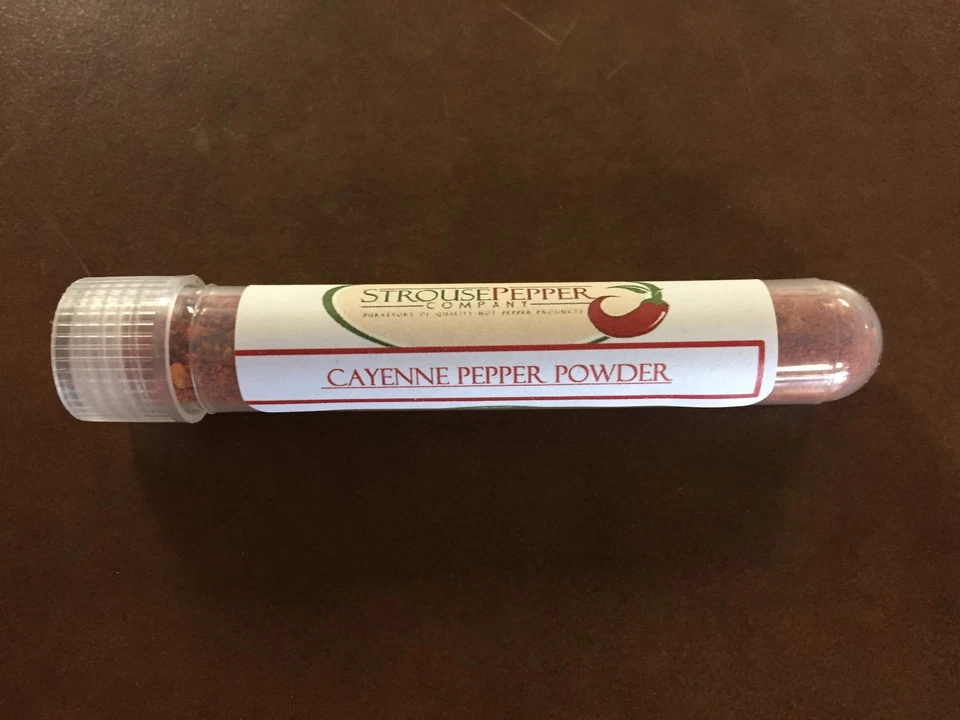 STROUSEPEPPER
COMPANY
PURVEYORS OF QUALITY HOT PEPPER PRODUCTS
CAYENNE PEPPER POWDER